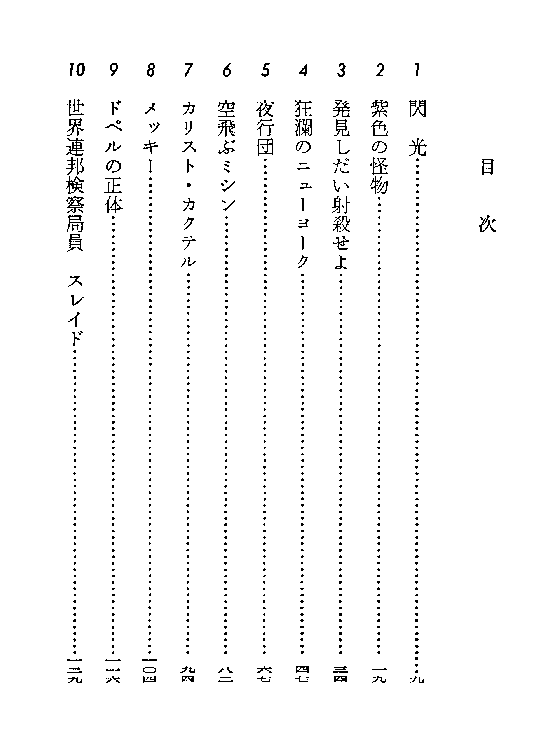 目次
1 閃光……九
2 紫色の怪物……一九
3 発見しだい射殺せよ……三四
4 狂瀾のニューヨーク……四七
5 夜行団……六七
6 空飛ぶミシン……八二
7 カリスト・カクテル……九四
8 メッキー……一〇四
9 ドペルの正体……一一六
10 世界連邦検察局員 スレイド……一二九